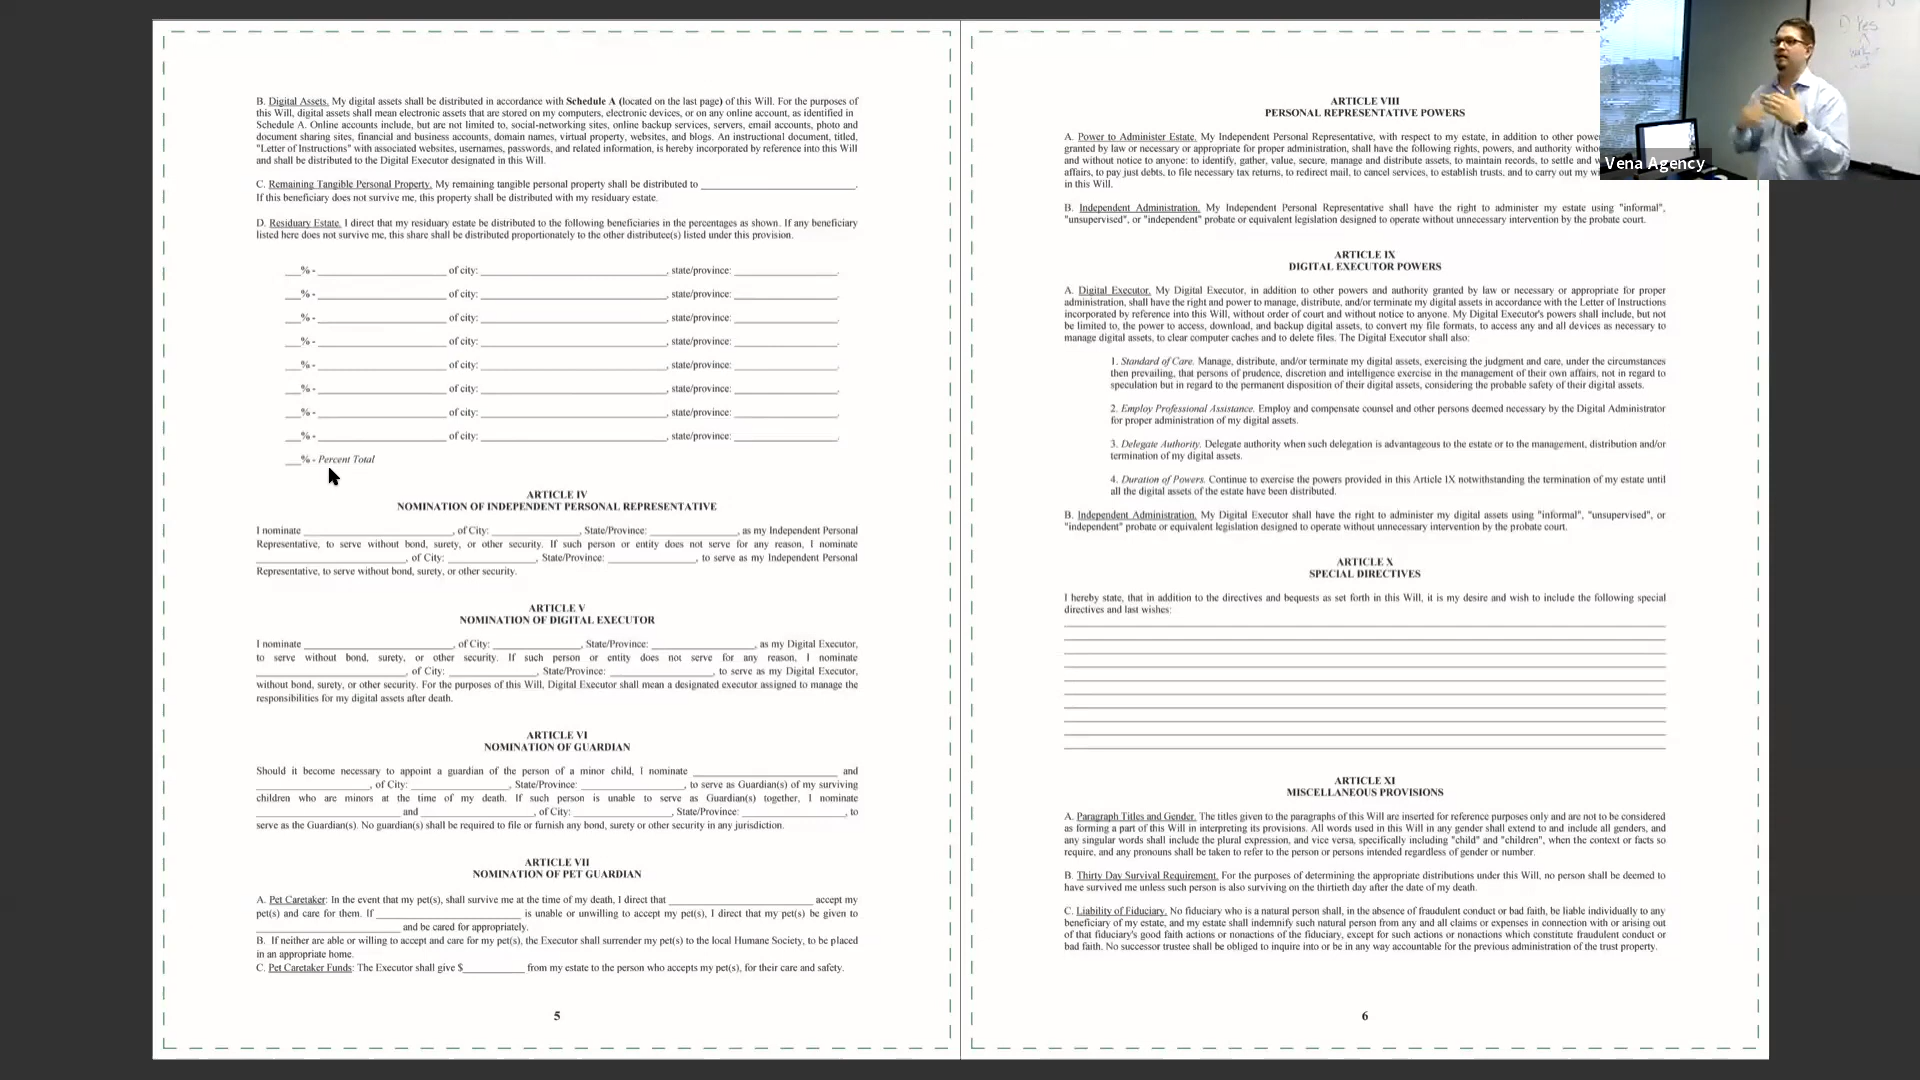 B. Digital Assets. My digital assets shall be distributed in accordance with Schedule A (located on the last page) of this Will. For the purposes of
this Will, digital assets shall mean electronic assets that are stored on my computers, electronic devices, or on any online account, as identified in
Schedule A. Online accounts include, but are not limited to, social-networking sites, online backup services, servers, email accounts, photo and
document sharing sites, financial and business accounts, domain names, virtual property, websites, and blogs. An instructional document, titled,
"Letter of Instructions" with associated websites, usernames, passwords, and related information, is hereby incorporated by reference into this Will
and shall be distributed to the Digital Executor designated in this Will.
C. Remaining Tangible Personal Property. My remaining tangible personal property shall be distributed to ____________________________.
If this beneficiary does not survive me, this property shall be distributed with my residuary estate.
D. Residuary Estate. I direct that my residuary estate be distributed to the following beneficiaries in the percentages as shown. If any beneficiary
listed here does not survive me, this share shall be distributed proportionately to the other distributee(s) listed under this provision.
___% - ______________________ of city: ________________________________, state/province: __________________.
___% - ______________________ of city: ________________________________, state/province: __________________.
___% - ______________________ of city: ________________________________, state/province: __________________.
___% - ______________________ of city: ________________________________, state/province: __________________.
___% - ______________________ of city: ________________________________, state/province: __________________.
___% - ______________________ of city: ________________________________, state/province: __________________.
___% - ______________________ of city: ________________________________, state/province: __________________.
___% - ______________________ of city: ________________________________, state/province: __________________.
___% - Percent Total
ARTICLE IV
NOMINATION OF INDEPENDENT PERSONAL REPRESENTATIVE
I nominate __________________________, of City: _______________, State/Province: _______________, as my Independent Personal
Representative, to serve without bond, surety, or other security. If such person or entity does not serve for any reason, I nominate
__________________________, of City: _______________, State/Province: _______________, to serve as my Independent Personal
Representative, to serve without bond, surety, or other security.
ARTICLE V
NOMINATION OF DIGITAL EXECUTOR
I nominate __________________________, of City: _______________, State/Province: __________________, as my Digital Executor,
to serve without bond, surety, or other security. If such person or entity does not serve for any reason, I nominate
__________________________, of City: _______________, State/Province: __________________, to serve as my Digital Executor,
without bond, surety, or other security. For the purposes of this Will, Digital Executor shall mean a designated executor assigned to manage the
responsibilities for my digital assets after death.
ARTICLE VI
NOMINATION OF GUARDIAN
Should it become necessary to appoint a guardian of the person of a minor child, I nominate _________________________ and
____________________, of City: _________________, State/Province: __________________, to serve as Guardian(s) of my surviving
children who are minors at the time of my death. If such person is unable to serve as Guardian(s) together, I nominate
_________________________ and ____________________, of City: _________________, State/Province: _____________, to
serve as the Guardian(s). No guardian(s) shall be required to file or furnish any bond, surety or other security in any jurisdiction.
ARTICLE VII
NOMINATION OF PET GUARDIAN
A. Pet Caretaker: In the event that my pet(s), shall survive me at the time of my death, I direct that _________________________ accept my
pet(s) and care for them. If _________________________ is unable or unwilling to accept my pet(s), I direct that my pet(s) be given to
_________________________ and be cared for appropriately.
B. If neither are able or willing to accept and care for my pet(s), the Executor shall surrender my pet(s) to the local Humane Society, to be placed
in an appropriate home.
C. Pet Caretaker Funds: The Executor shall give $___________ from my estate to the person who accepts my pet(s), for their care and safety.
5
ARTICLE VIII
PERSONAL REPRESENTATIVE POWERS
A. Power to Administer Estate. My Independent Personal Representative, with respect to my estate, in addition to other
granted by law or necessary or appropriate for proper administration, shall have the following rights, powers, and authority
and without notice to anyone: to identify, gather, value, secure, manage and distribute assets, to maintain records, to settle and
affairs, to pay just debts, to file necessary tax returns, to redirect mail, to cancel services, to establish trusts, and to carry out my
in this Will.
B. Independent Administration. My Independent Personal Representative shall have the right to administer my estate using "informal",
"unsupervised", or "independent" probate or equivalent legislation designed to operate without unnecessary intervention by the probate court.
ARTICLE IX
DIGITAL EXECUTOR POWERS
A. Digital Executor. My Digital Executor, in addition to other powers and authority granted by law or necessary or appropriate for proper
administration, shall have the right and power to manage, distribute, and/or terminate my digital assets in accordance with the Letter of Instructions
incorporated by reference into this Will, without order of court and without notice to anyone. My Digital Executor's powers shall include, but not
be limited to, the power to access, download, and backup digital assets, to convert my file formats, to access any and all devices as necessary to
manage digital assets, to clear computer caches and to delete files. The Digital Executor shall also:
1. Standard of Care. Manage, distribute, and/or terminate my digital assets, exercising the judgment and care, under the circumstances
then prevailing, that persons of prudence, discretion and intelligence exercise in the management of their own affairs, not in regard to
speculation but in regard to the permanent disposition of their digital assets, considering the probable safety of their digital assets.
2. Employ Professional Assistance. Employ and compensate counsel and other persons deemed necessary by the Digital Administrator
for proper administration of my digital assets.
3. Delegate Authority. Delegate authority when such delegation is advantageous to the estate or to the management, distribution and/or
termination of my digital assets.
4. Duration of Powers. Continue to exercise the powers provided in this Article IX notwithstanding the termination of my estate until
all the digital assets of the estate have been distributed.
B. Independent Administration. My Digital Executor shall have the right to administer my digital assets using "informal", "unsupervised", or
"independent" probate or equivalent legislation designed to operate without unnecessary intervention by the probate court.
ARTICLE X
SPECIAL DIRECTIVES
I hereby state, that in addition to the directives and bequests as set forth in this Will, it is my desire and wish to include the following special
directives and last wishes:
ARTICLE XI
MISCELLANEOUS PROVISIONS
A. Paragraph Titles and Gender. The titles given to the paragraphs of this Will are inserted for reference purposes only and are not to be considered
as forming a part of this Will in interpreting its provisions. All words used in this Will in any gender shall extend to and include all genders, and
any singular words shall include the plural expression, and vice versa, specifically including "child" and "children", when the context or facts so
require, and any pronouns shall be taken to refer to the person or persons intended regardless of gender or number.
B. Thirty Day Survival Requirement. For the purposes of determining the appropriate distributions under this Will, no person shall be deemed to
have survived me unless such person is also surviving on the thirtieth day after the date of my death.
C. Liability of Fiduciary. No fiduciary who is a natural person shall, in the absence of fraudulent conduct or bad faith, be liable individually to any
beneficiary of my estate, and my estate shall indemnify such natural person from any and all claims or expenses in connection with or arising out
of that fiduciary's good faith actions or nonactions of the fiduciary, except for such actions or nonactions which constitute fraudulent conduct or
bad faith. No successor trustee shall be obliged to inquire into or be in any way accountable for the previous administration of the trust property.
6
Yes
Vena Agency